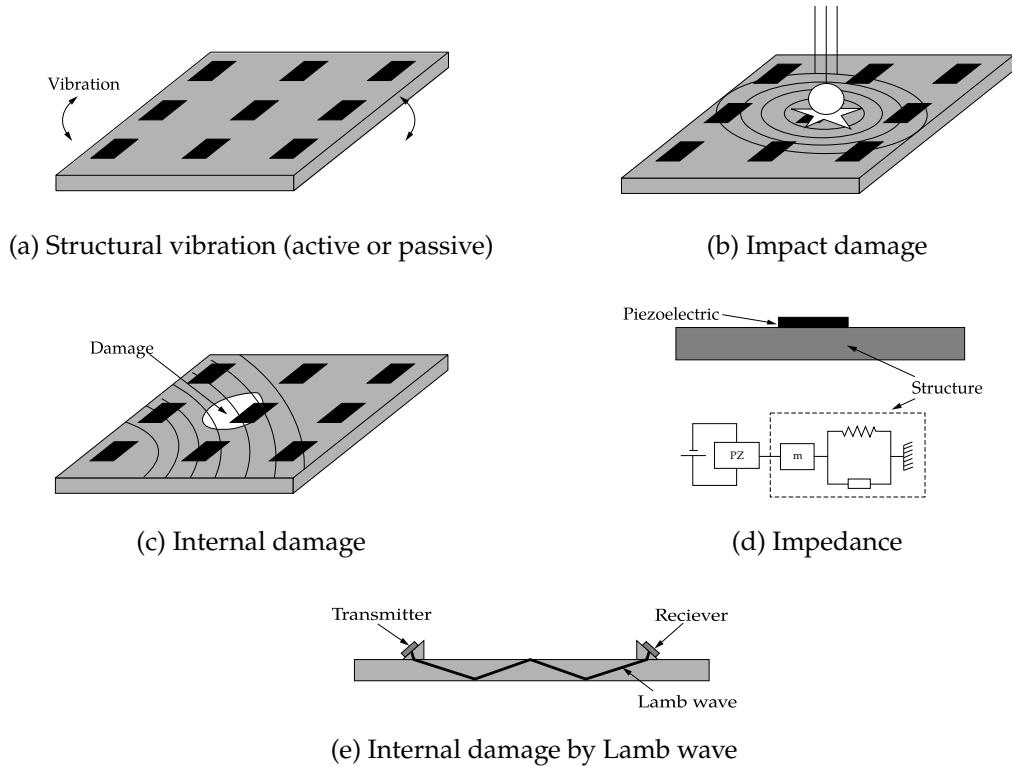 Vibration
(a) Structural vibration (active or passive)
(b) Impact damage
Damage
(c) Internal damage
Piezoelectric
Structure
PZ
m
(d) Impedance
Transmitter
Reciever
Lamb wave
(e) Internal damage by Lamb wave